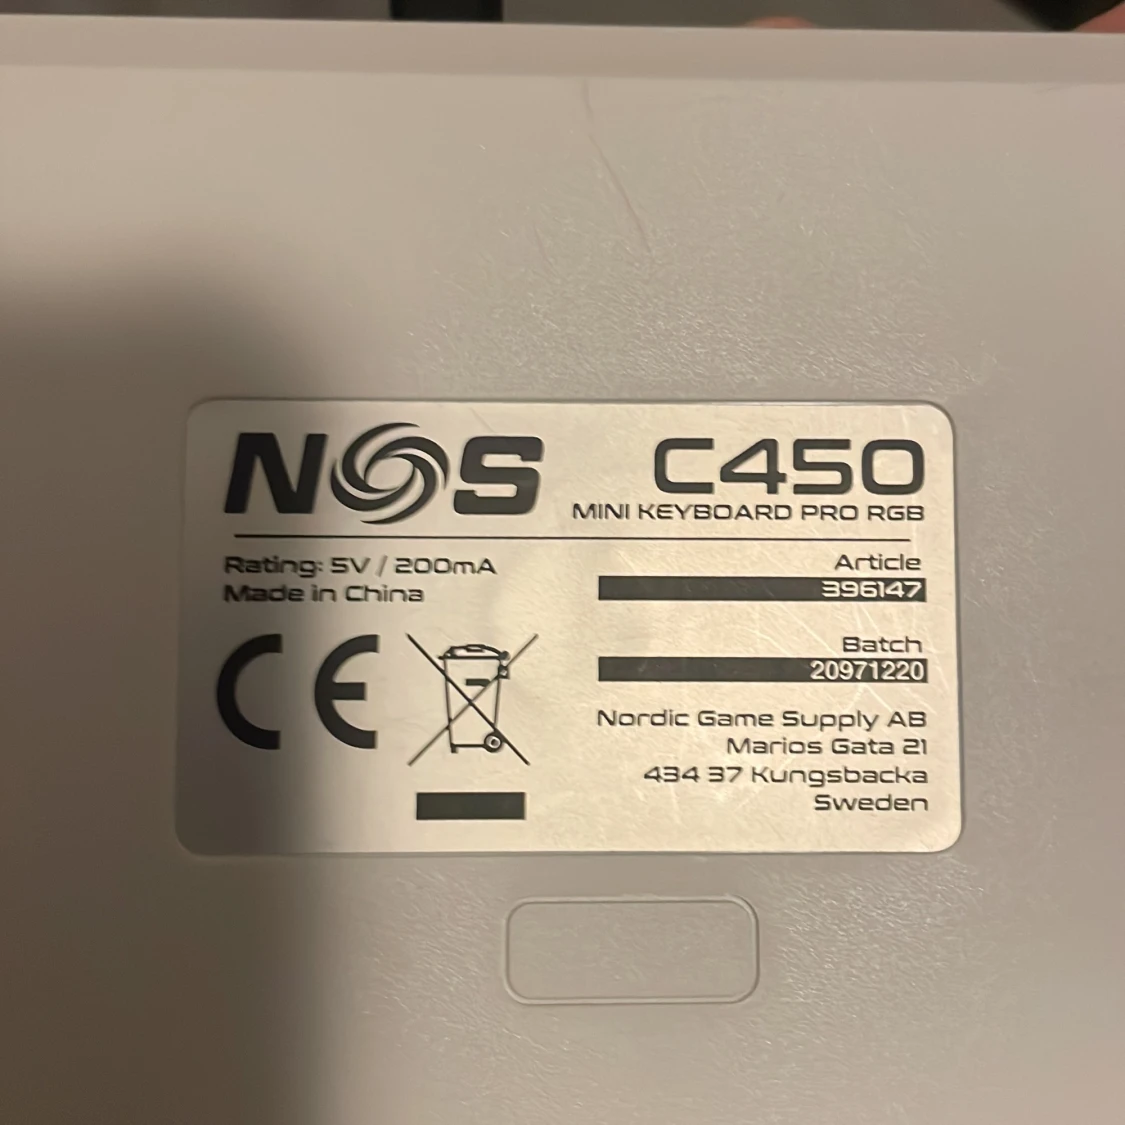 NOS
C450
MINI KEYBOARD PRO RGB
Rating: 5V / 200mA
Made in China
Article
396147
Batch
20971220
Nordic Game Supply AB
Marios Gata 21
434 37 Kungsbacka
Sweden
CE